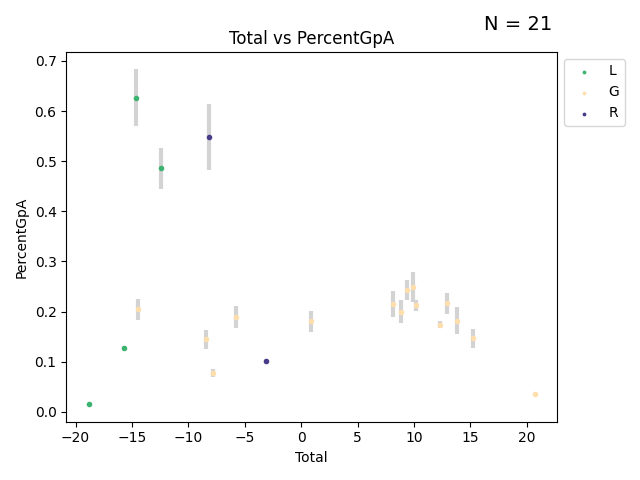 N = 21
Total vs PercentGpA
L
G
R
PercentGpA
0.7
0.6
0.5
0.4
0.3
0.2
0.1
0.0
−20 −15 −10 −5 0 5 10 15 20
Total